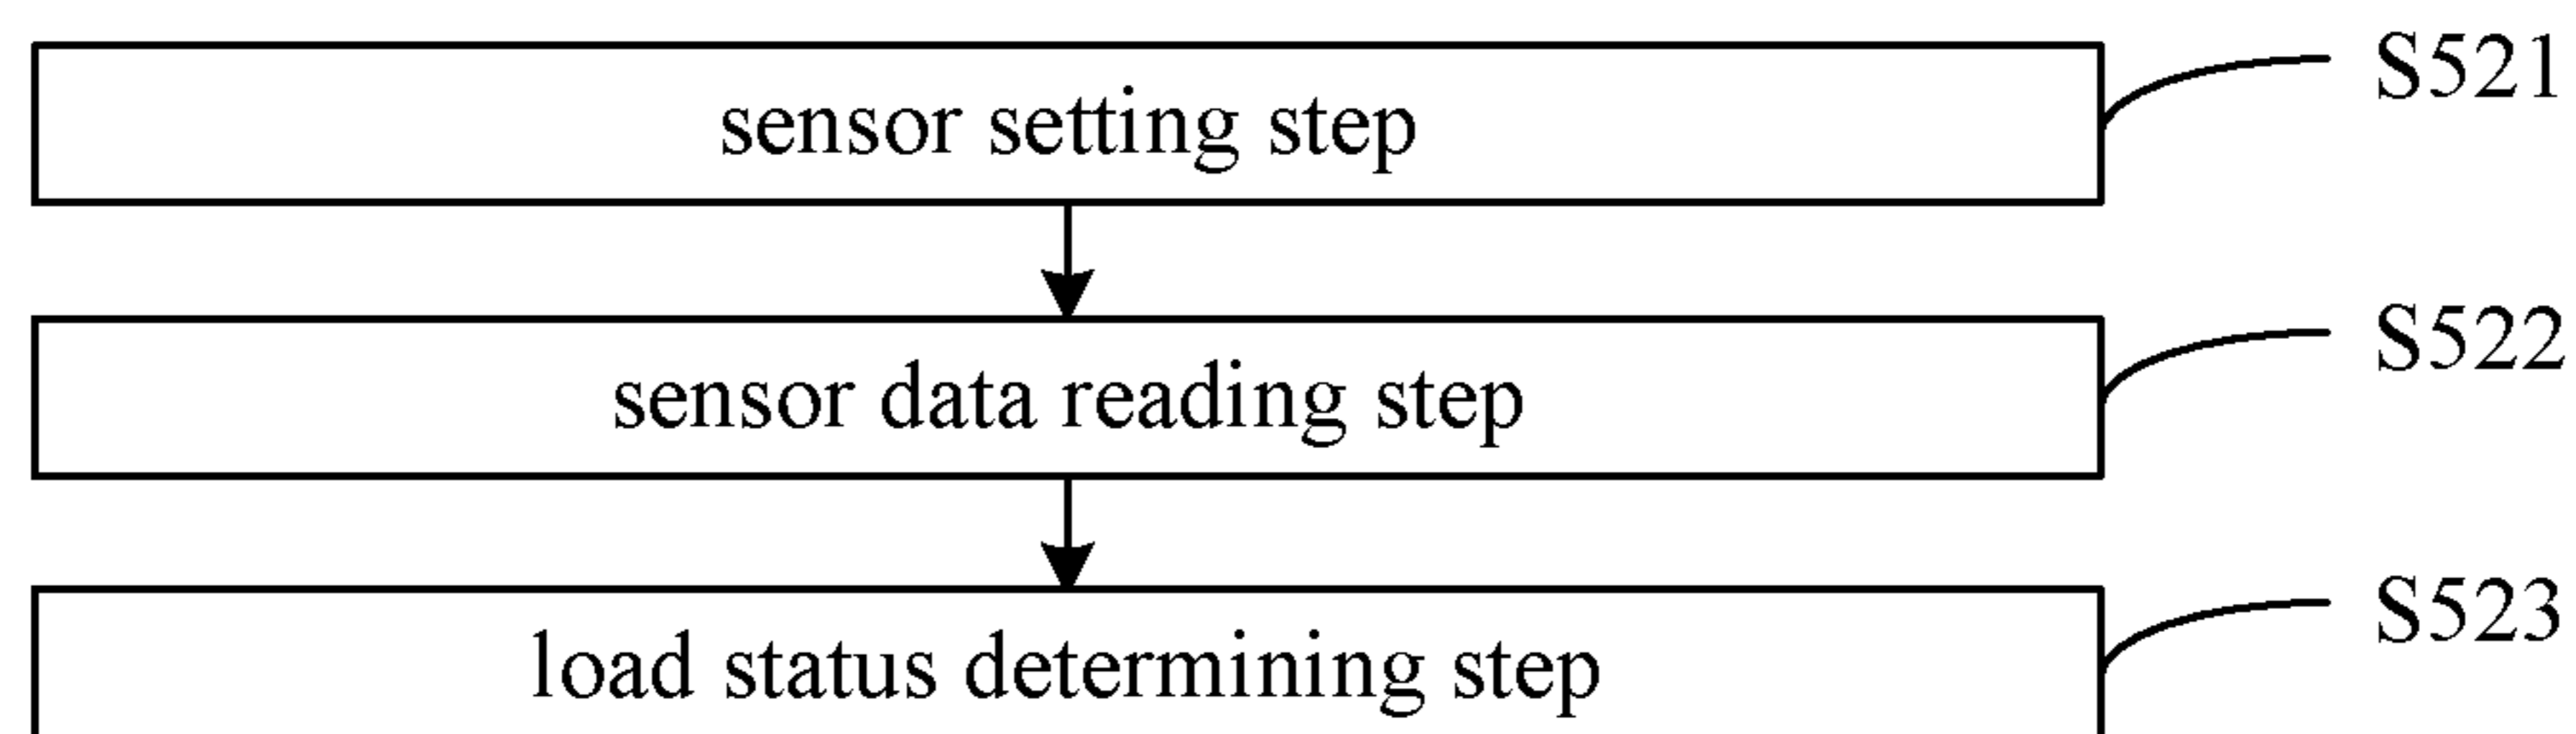 sensor setting step
S521
sensor data reading step
S522
load status determining step
S523